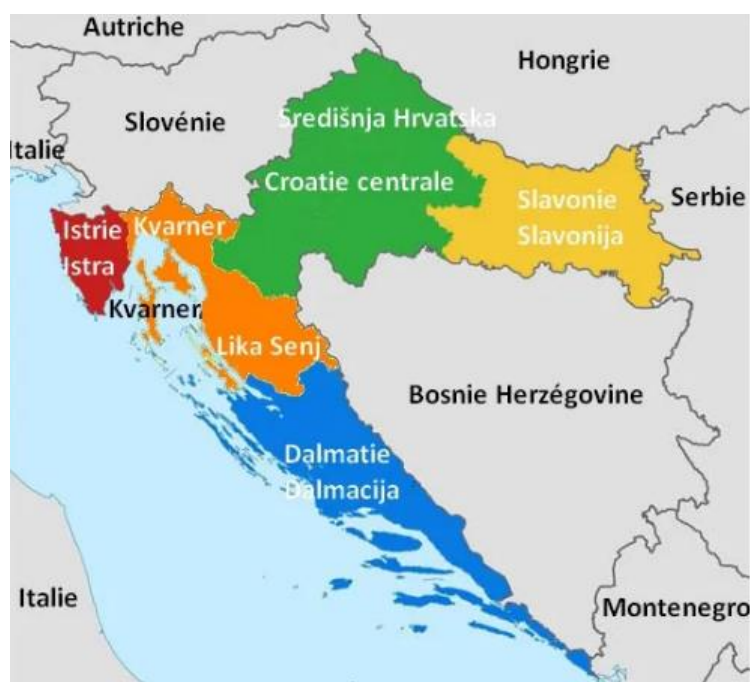 Autriche
Hongrie
Slovénie
Središnja Hrvatska
Italie
Croatie centrale
Serbie
Slavonie
Slavonija
Istrie
Istra
Kvarner
Kvarner
Lika Senj
Bosnie Herzégovine
Dalmatie
Dalmacija
Italie
Montenegro